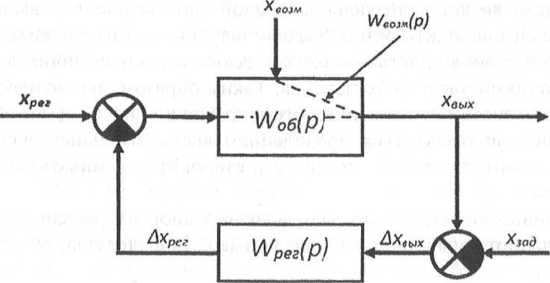 xвозм
Wвозм(p)
xрег
xвых
Wоб(p)
Δxрег
Wрег(p)
Δxвых
xзад